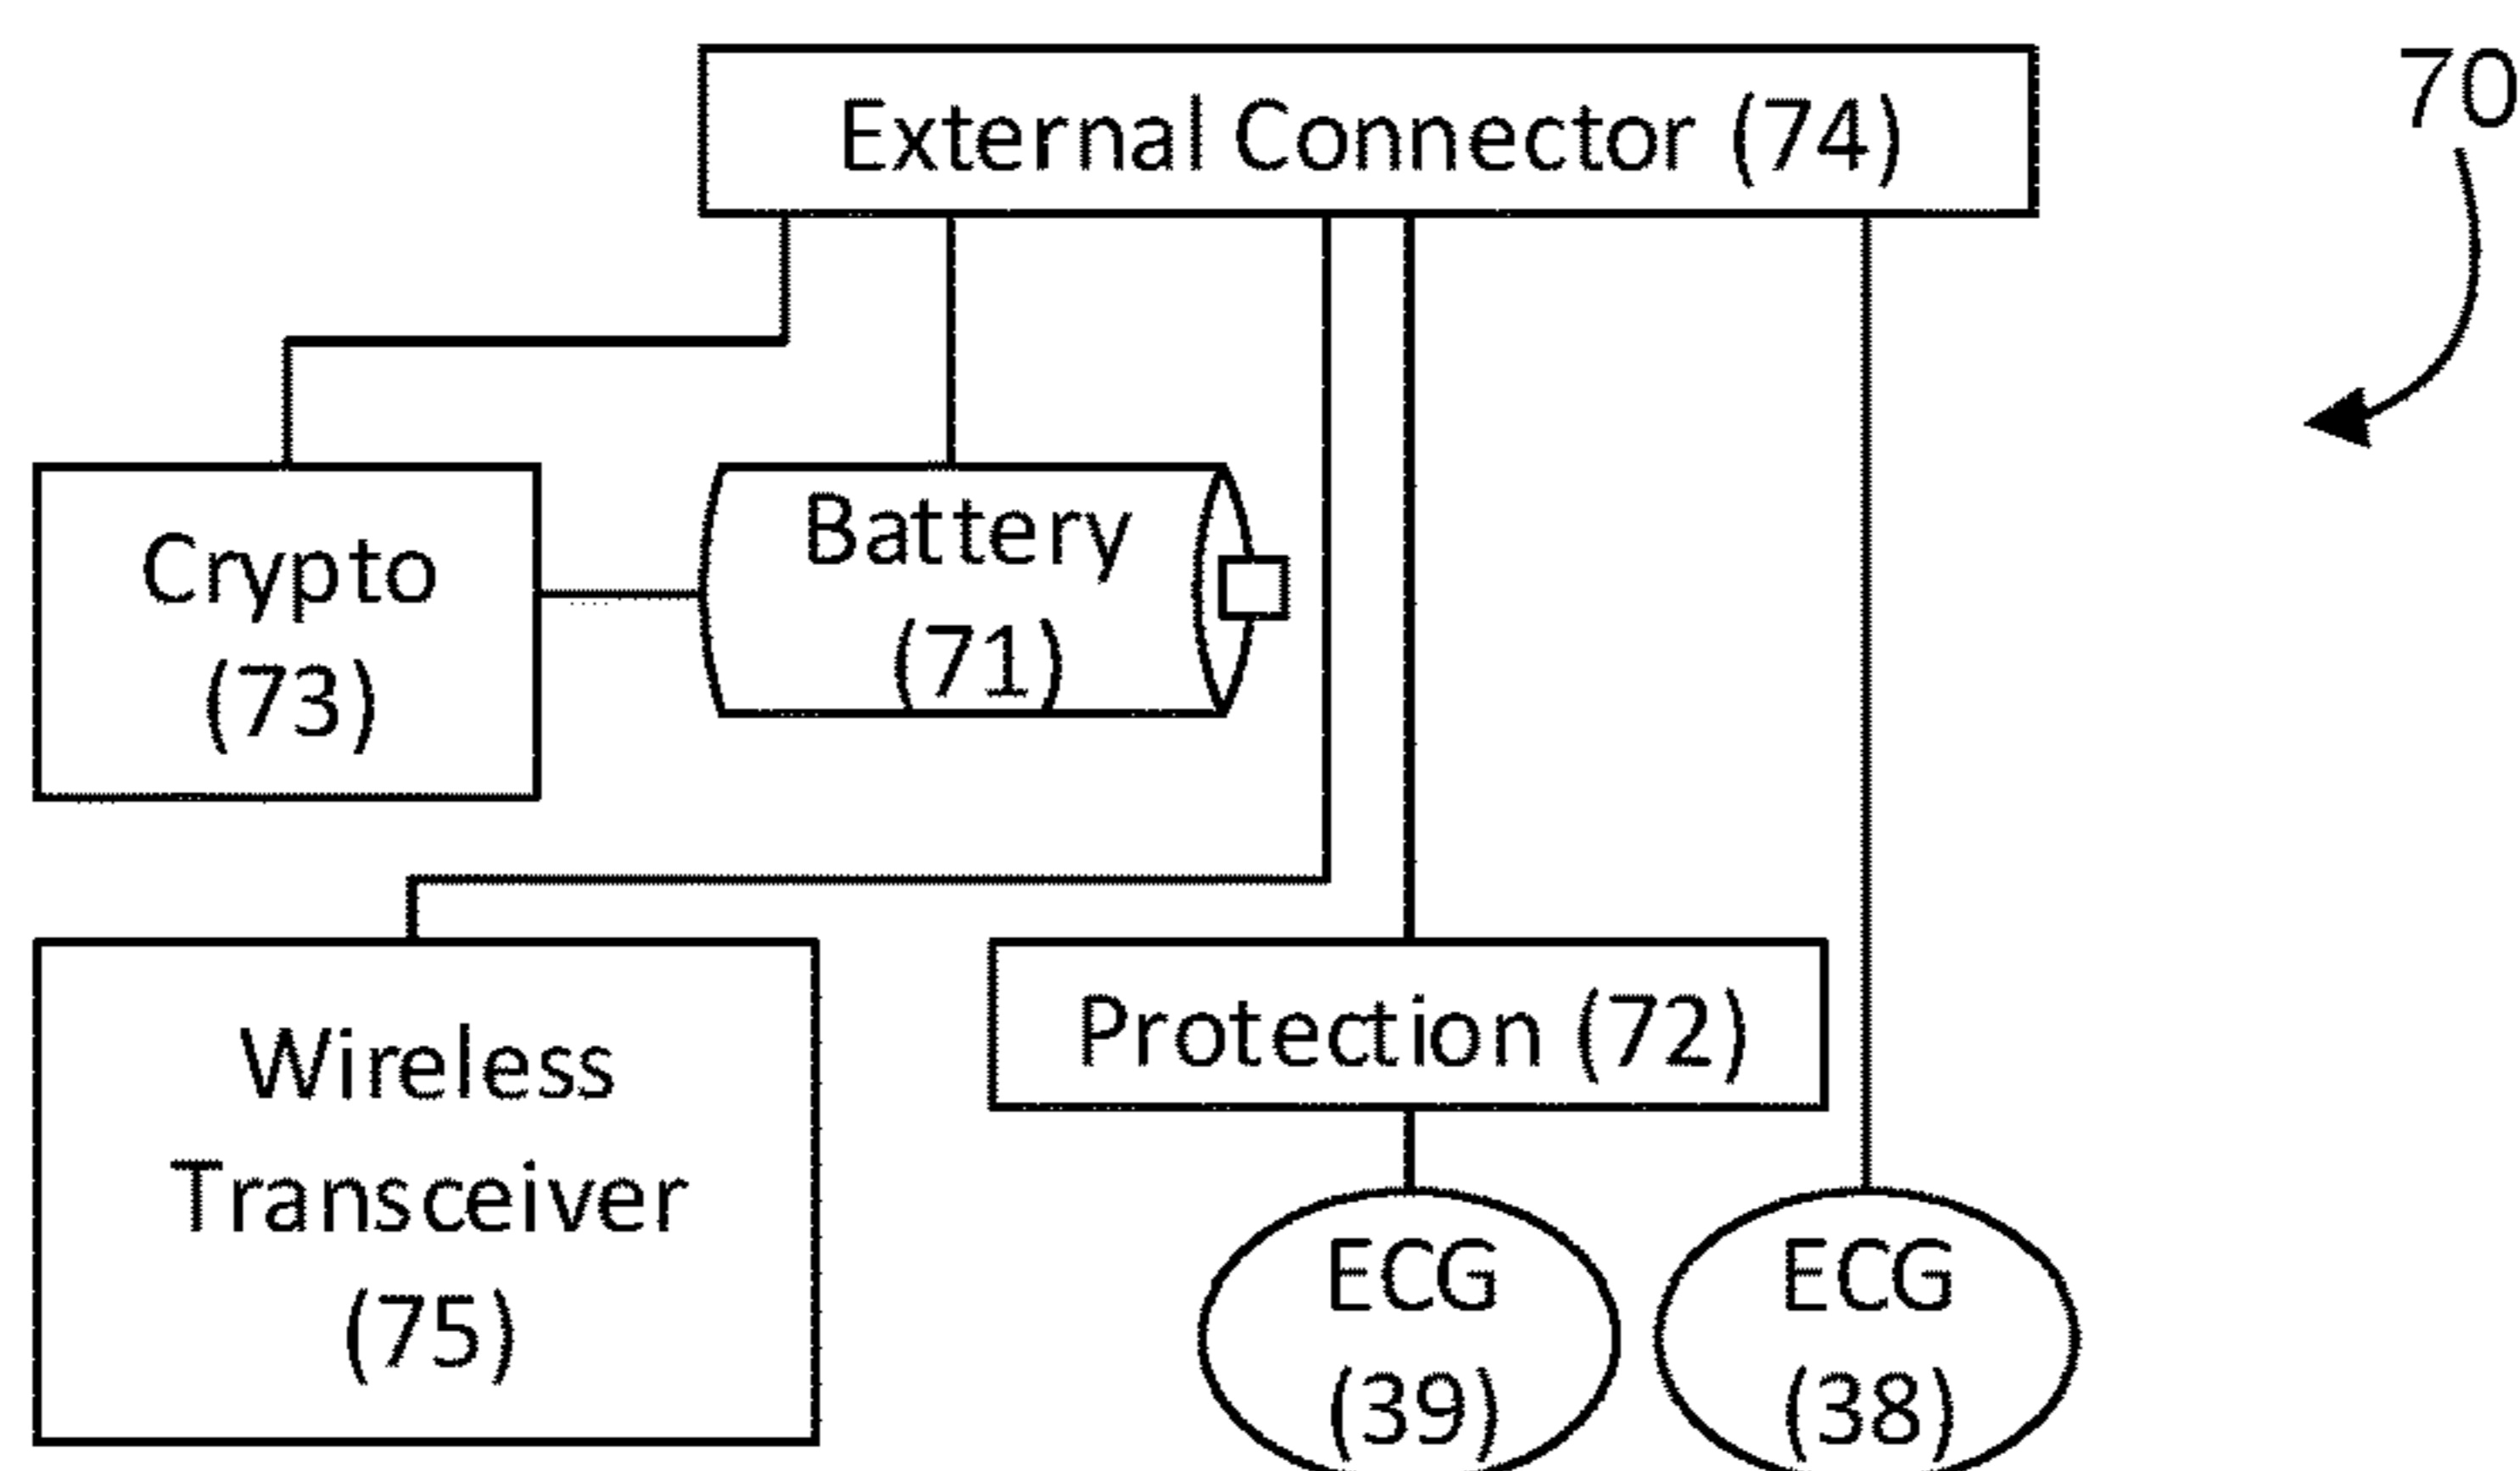 External Connector (74)
70
Crypto
(73)
Battery
(71)
Wireless
Transceiver
(75)
Protection (72)
ECG
(39)
ECG
(38)